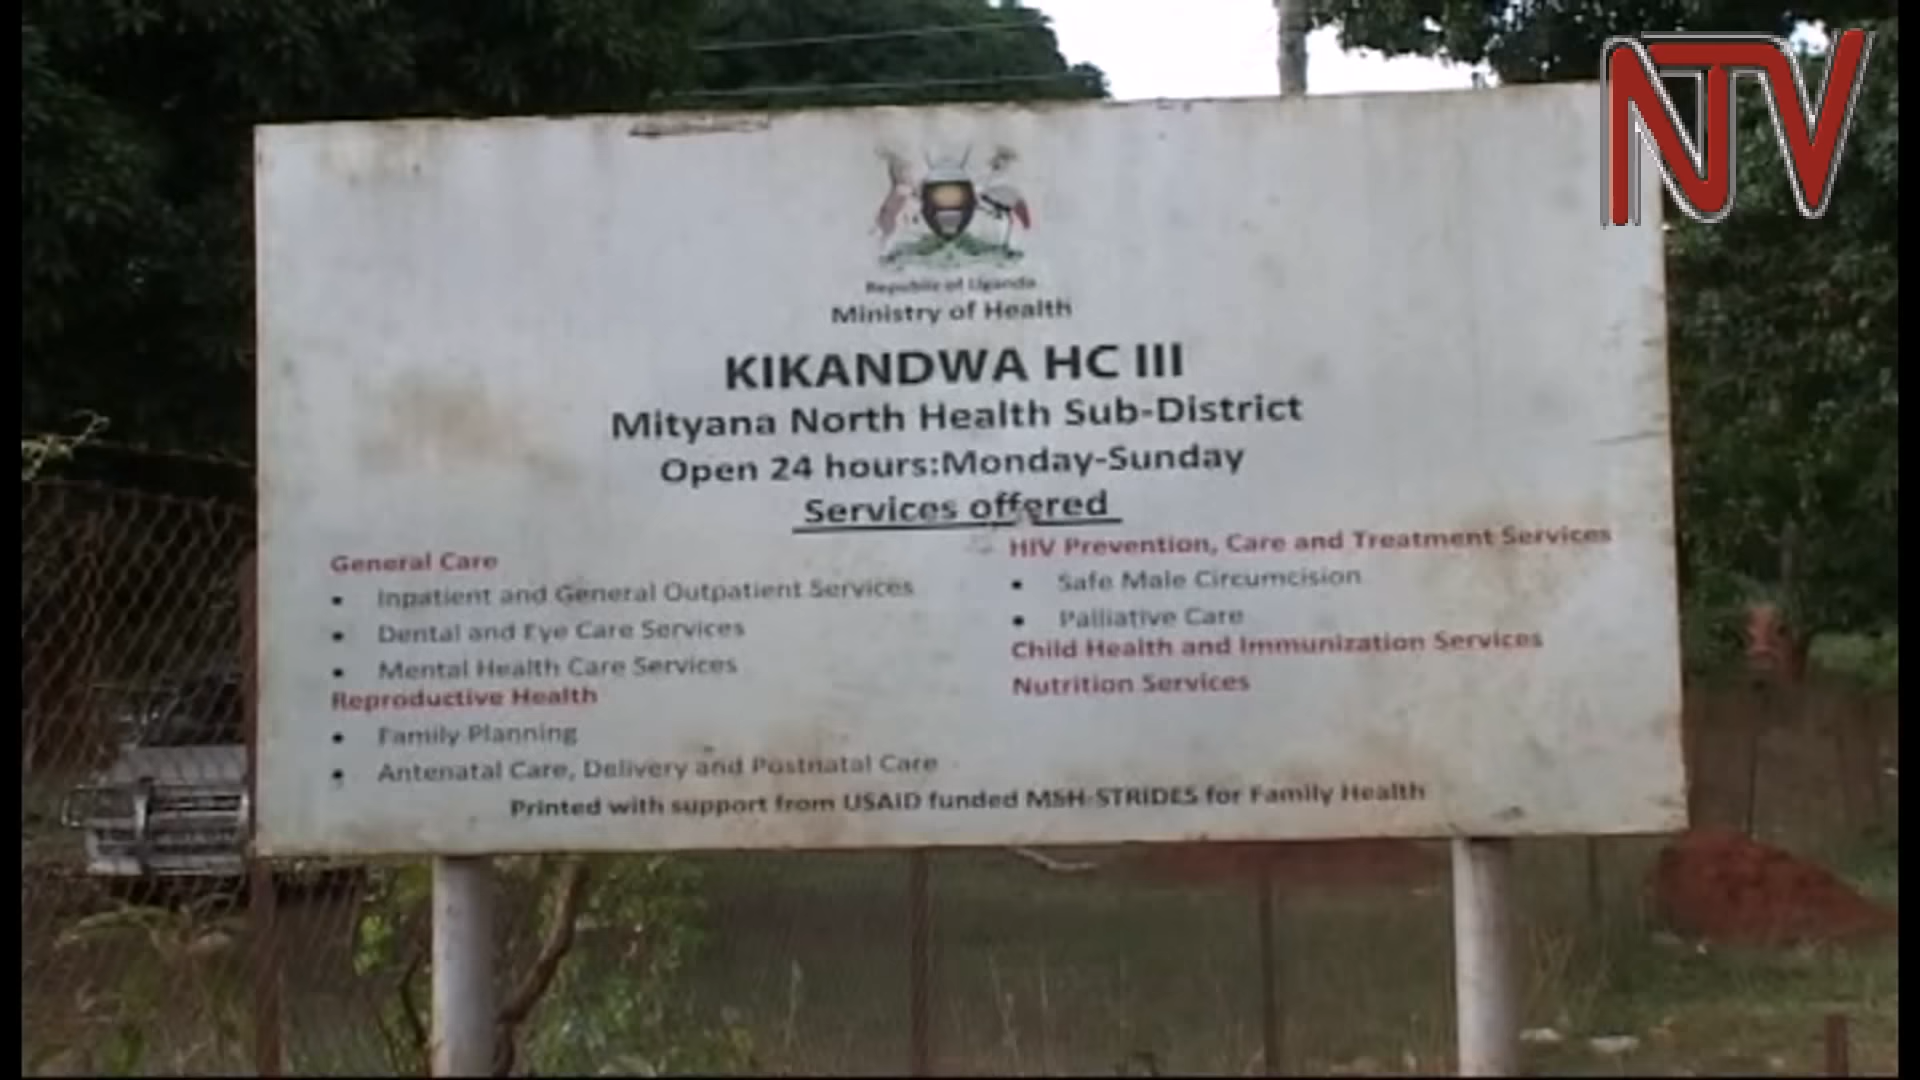 NTV
Republic of Uganda
Ministry of Health
KIKANDWA HC III
Mityana North Health Sub-District
Open 24 hours:Monday-Sunday
Services offered
General Care
• Inpatient and General Outpatient Services
• Dental and Eye Care Services
• Mental Health Care Services
Reproductive Health
• Family Planning
• Antenatal Care, Delivery and Postnatal Care
HIV Prevention, Care and Treatment Services
• Safe Male Circumcision
• Palliative Care
Child Health and Immunization Services
Nutrition Services
Printed with support from USAID funded MSH-STRIDES for Family Health